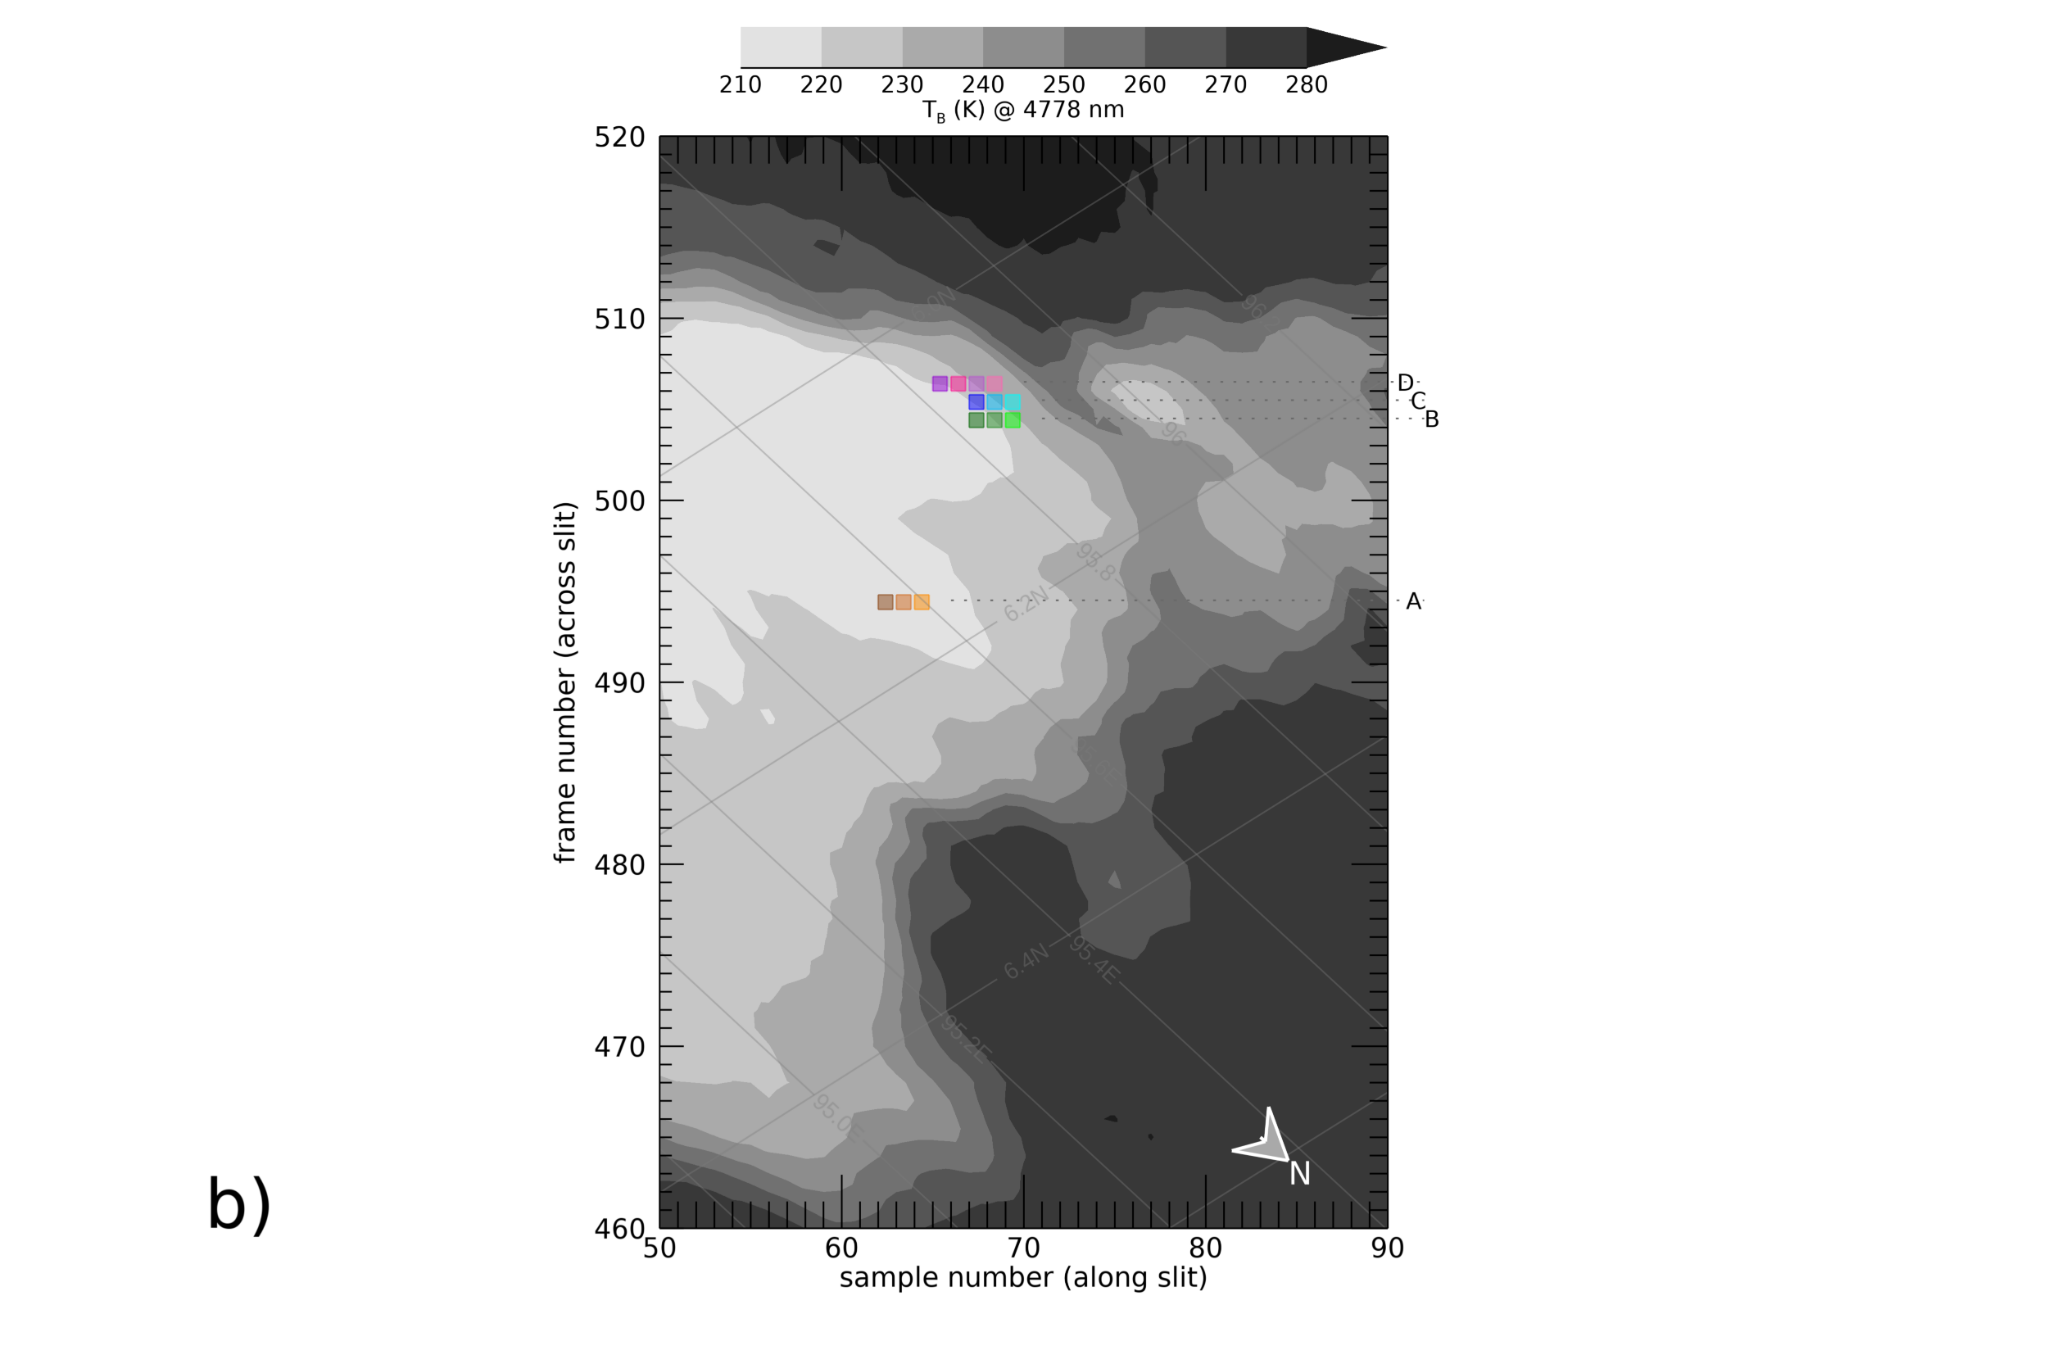 210 220 230 240 250 260 270 280
T_B (K) @ 4778 nm
520
510
500
490
480
470
460
frame number (across slit)
96
D
C
B
96
95.8
6.2N
A
6.4N
95.4E
95.2E
95.0E
N
b)
50 60 70 80 90
sample number (along slit)